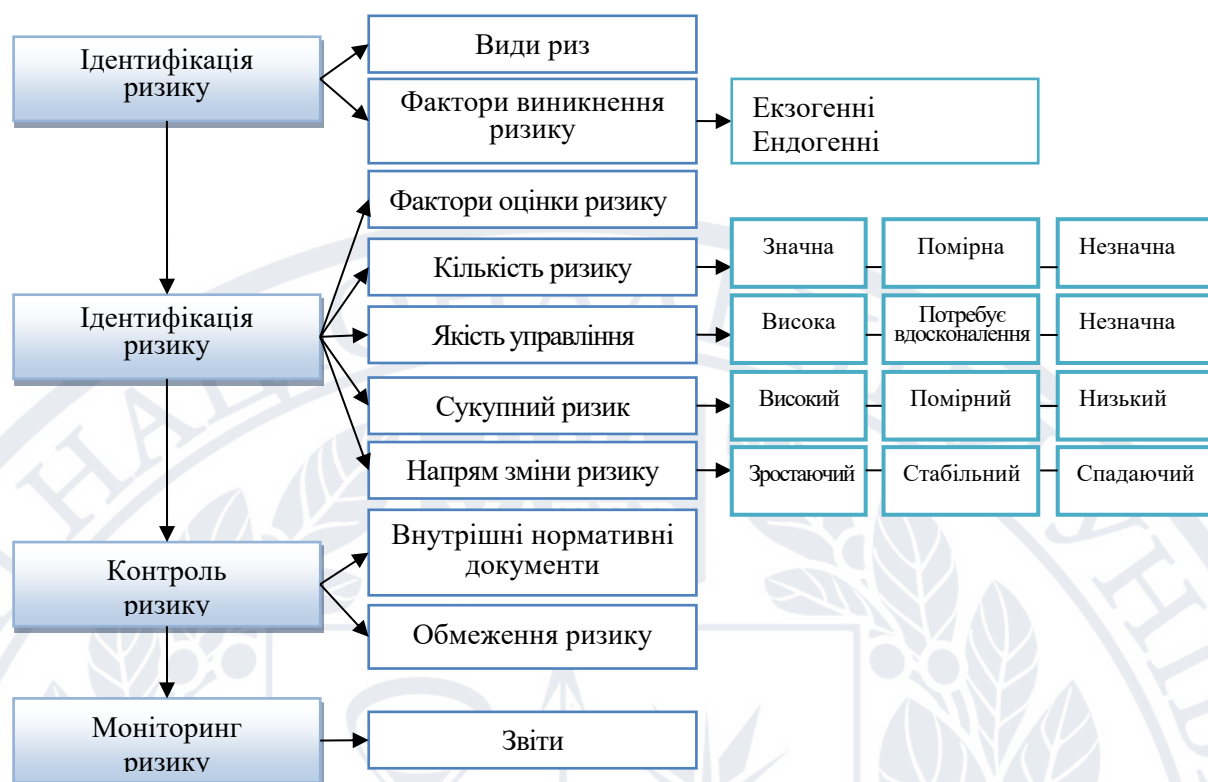 Ідентифікація
ризику
Види риз
Фактори виникнення
ризику
Екзогенні
Ендогенні
Фактори оцінки ризику
Ідентифікація
ризику
Кількість ризику
Значна
Помірна
Незначна
Якість управління
Висока
Потребує
вдосконалення
Незначна
Сукупний ризик
Високий
Помірний
Низький
Напрям зміни ризику
Зростаючий
Стабільний
Спадаючий
Контроль
ризику
Внутрішні нормативні
документи
Обмеження ризику
Моніторинг
ризику
Звіти